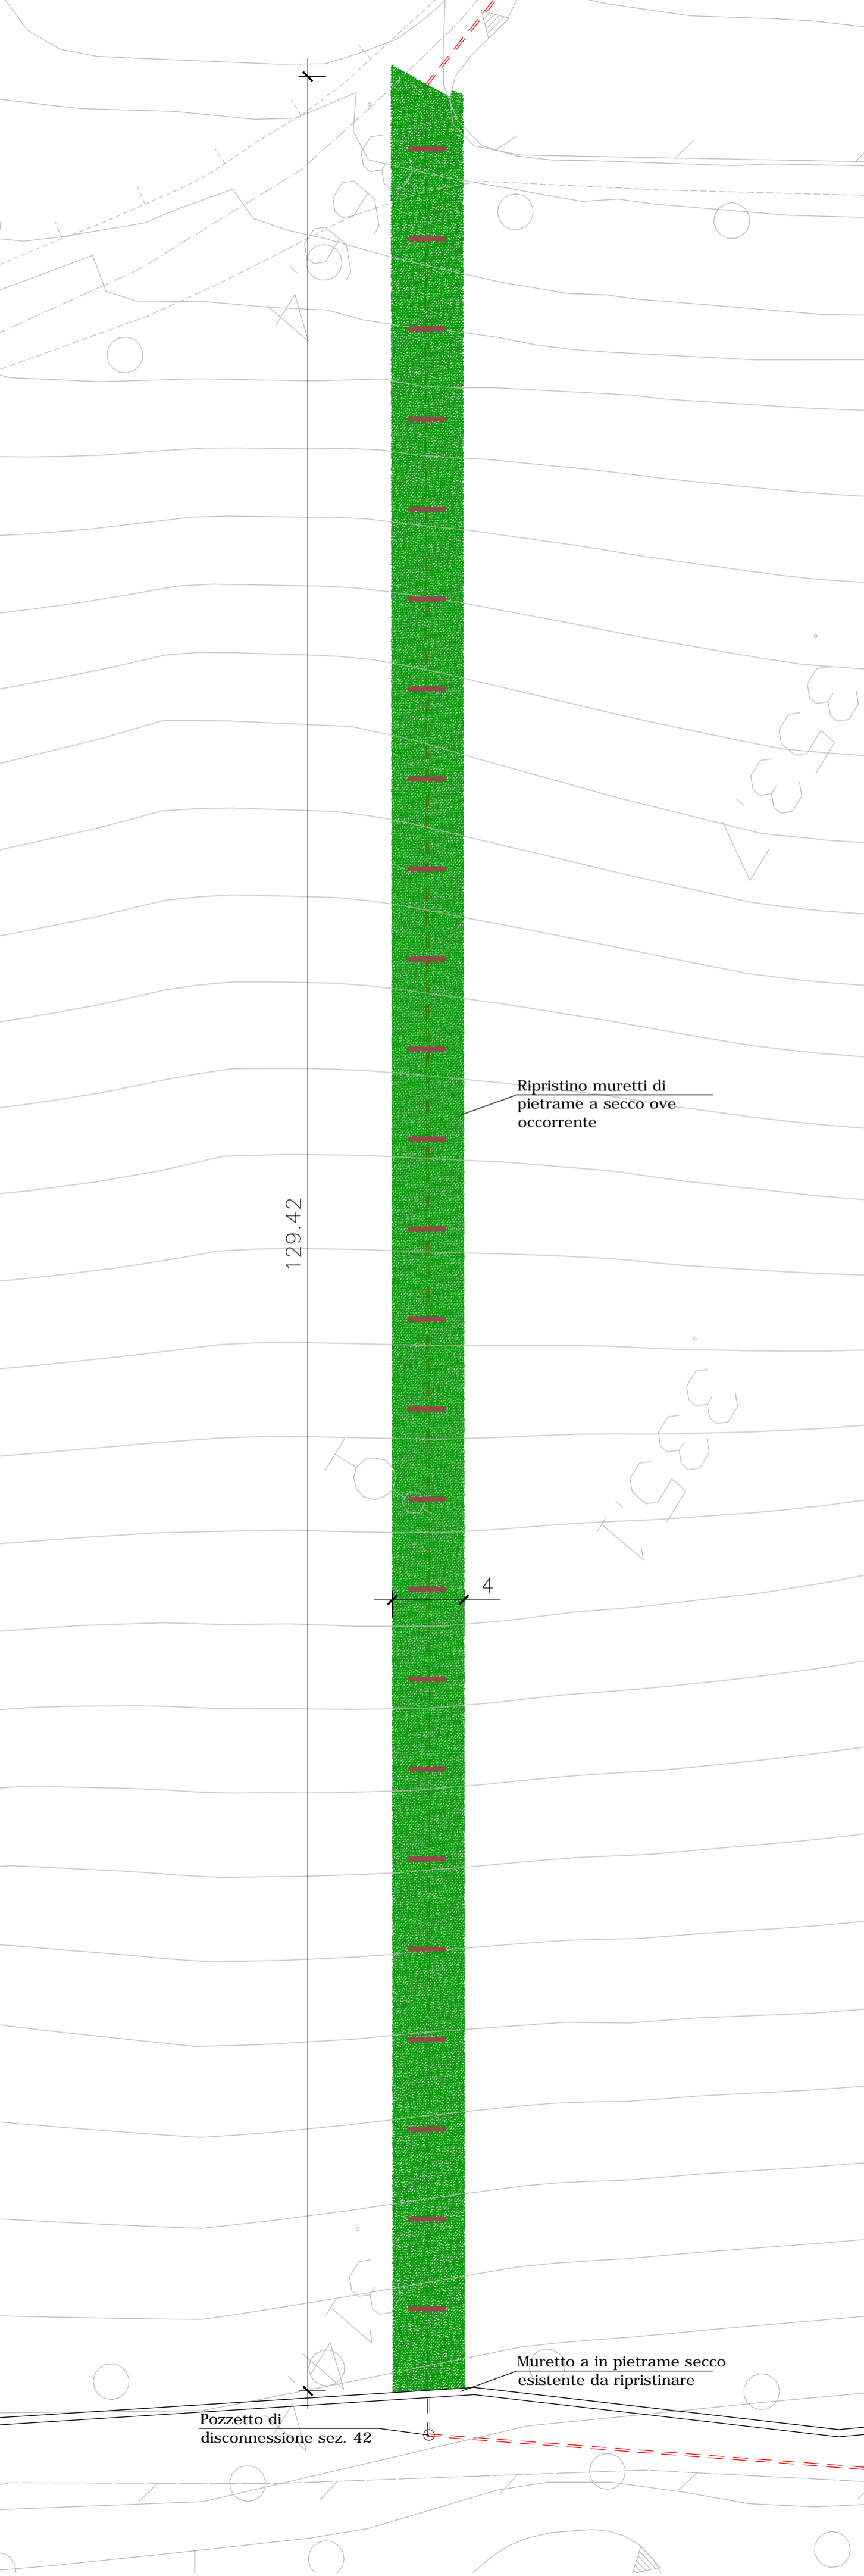 Ripristino muretti di
pietrame a secco ove
occorrente
129.42
4
Muretto a in pietrame secco
esistente da ripristinare
Pozzetto di
disconnessione sez. 42